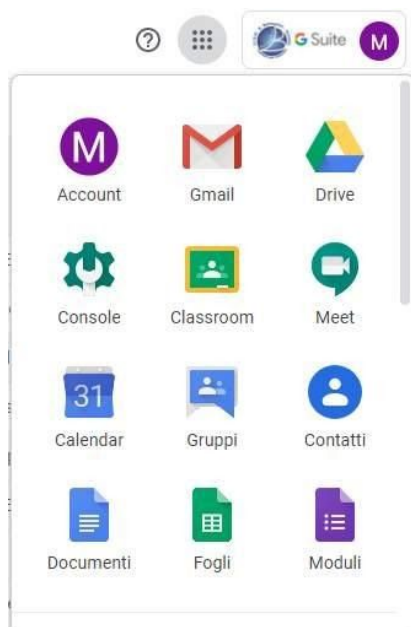 G Suite M
M
Account Gmail Drive
Console Classroom Meet
31
Calendar Gruppi Contatti
Documenti Fogli Moduli